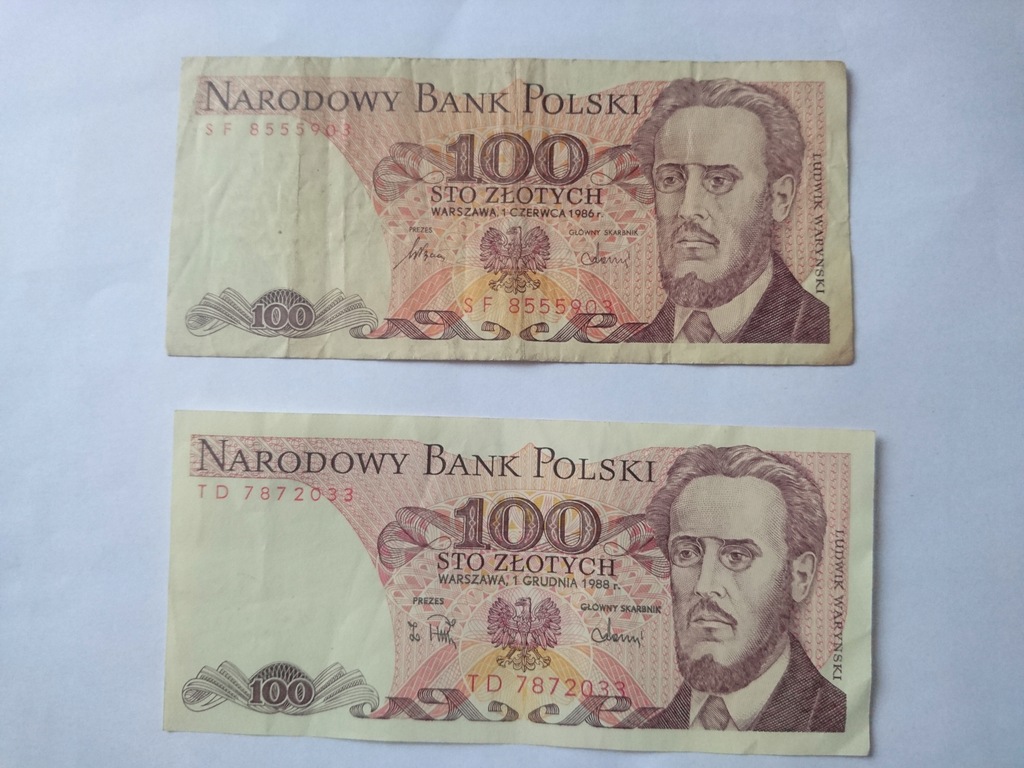 NARODOWY BANK POLSKI
SF 8555903
100
STO ZŁOTYCH
WARSZAWA, 1 CZERWCA 1986 r.
PREZES
GŁÓWNY SKARBNIK
SF 8555903
100
LUDWIK WARYŃSKI
NARODOWY BANK POLSKI
TD 7872033
100
STO ZŁOTYCH
WARSZAWA, 1 GRUDNIA 1988 r.
PREZES
GŁÓWNY SKARBNIK
TD 7872033
100
LUDWIK WARYŃSKI